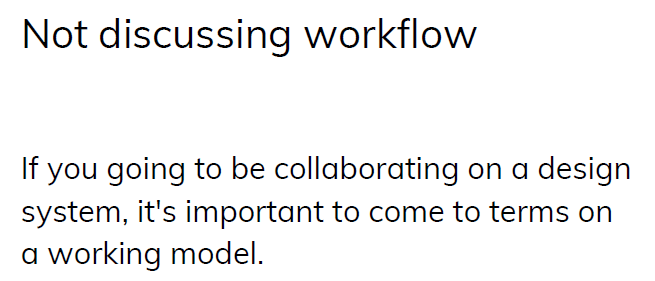 Not discussing workflow
If you going to be collaborating on a design
system, it's important to come to terms on
a working model.